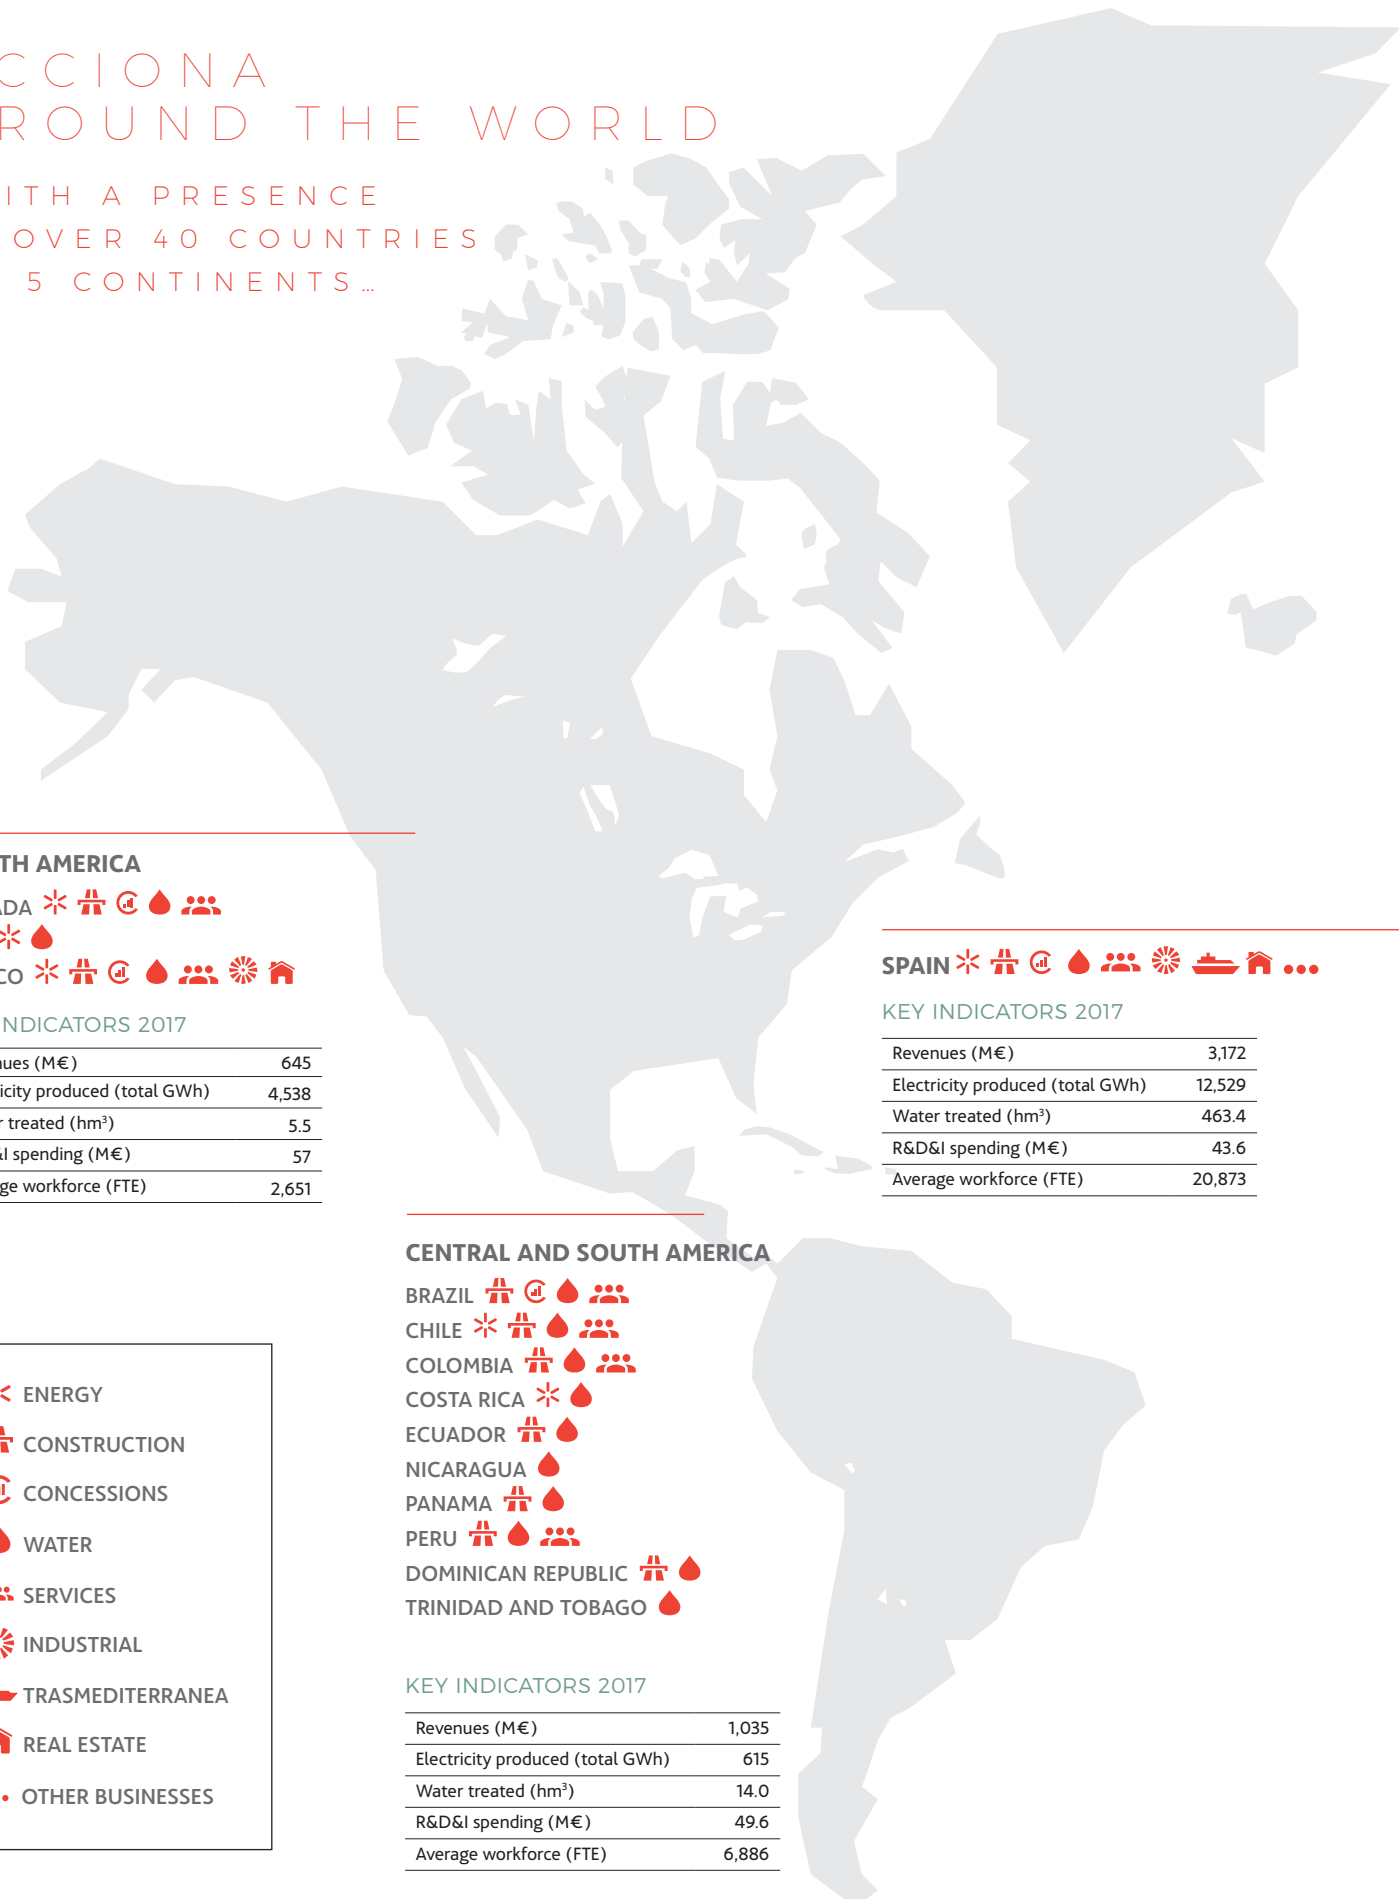 CCIONA
ROUND THE WORLD
ITH A PRESENCE
OVER 40 COUNTRIES
5 CONTINENTS…
TH AMERICA
ADA
CO
INDICATORS 2017
nues (M€) 645
icity produced (total GWh) 4,538
r treated (hm³) 5.5
&I spending (M€) 57
ge workforce (FTE) 2,651
SPAIN
KEY INDICATORS 2017
Revenues (M€) 3,172
Electricity produced (total GWh) 12,529
Water treated (hm³) 463.4
R&D&I spending (M€) 43.6
Average workforce (FTE) 20,873
CENTRAL AND SOUTH AMERICA
BRAZIL
CHILE
COLOMBIA
COSTA RICA
ECUADOR
NICARAGUA
PANAMA
PERU
DOMINICAN REPUBLIC
TRINIDAD AND TOBAGO
KEY INDICATORS 2017
Revenues (M€) 1,035
Electricity produced (total GWh) 615
Water treated (hm³) 14.0
R&D&I spending (M€) 49.6
Average workforce (FTE) 6,886
ENERGY
CONSTRUCTION
CONCESSIONS
WATER
SERVICES
INDUSTRIAL
TRASMEDITERRANEA
REAL ESTATE
OTHER BUSINESSES